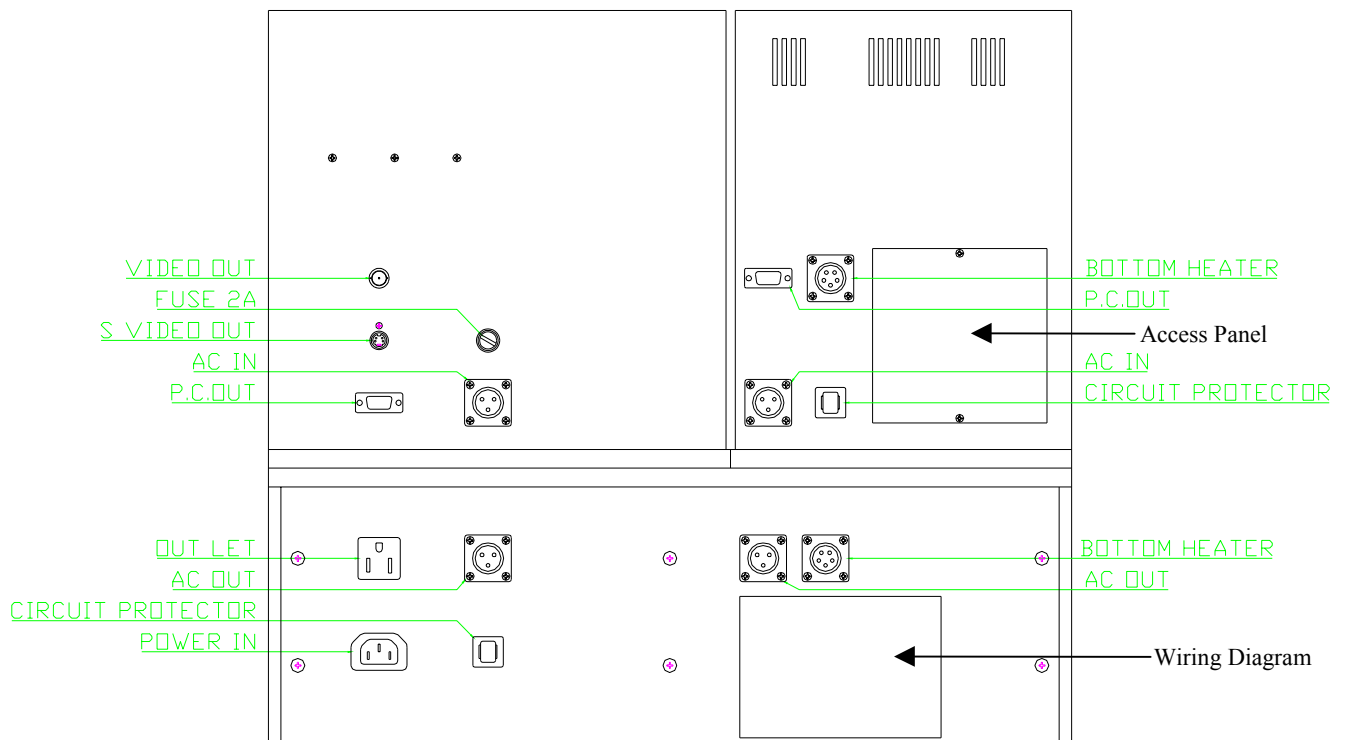 VIDEO OUT
FUSE 2A
S VIDEO OUT
AC IN
P.C.OUT
BOTTOM HEATER
P.C.OUT
Access Panel
AC IN
CIRCUIT PROTECTOR
OUT LET
AC OUT
CIRCUIT PROTECTOR
POWER IN
BOTTOM HEATER
AC OUT
Wiring Diagram